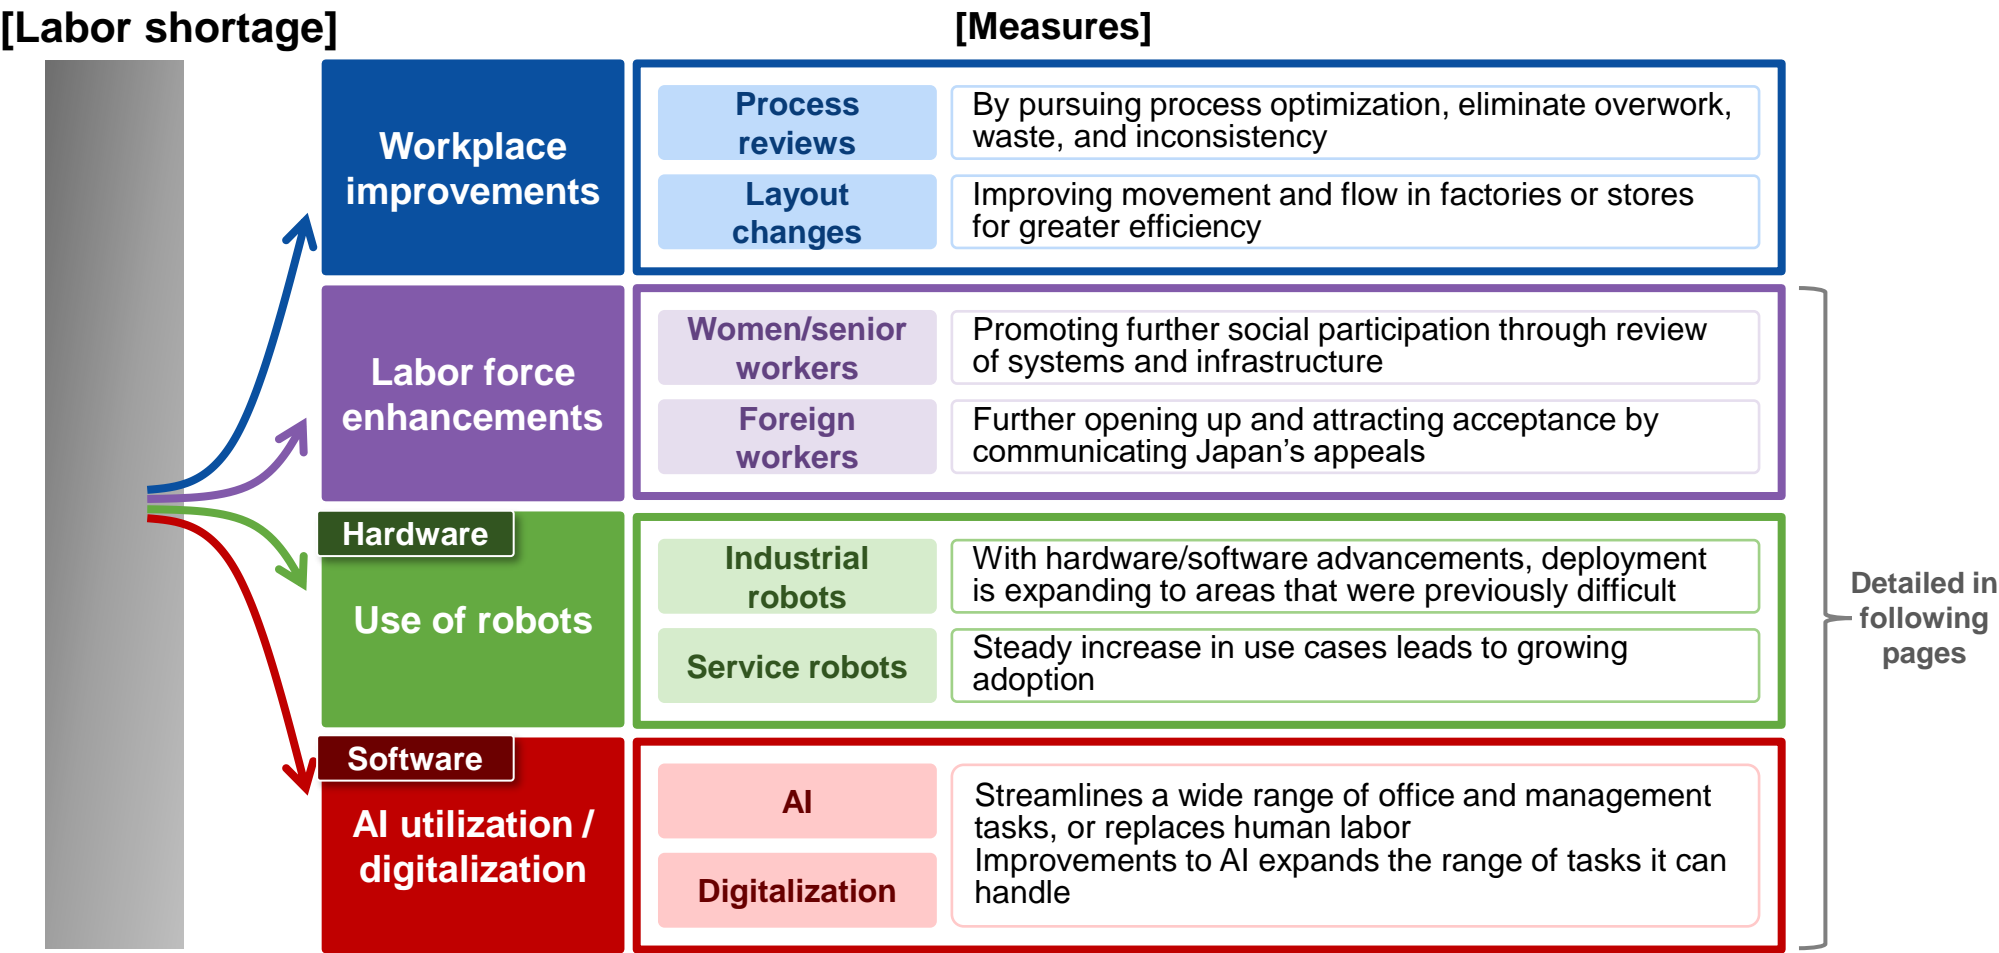 [Labor shortage]
[Measures]
Workplace
improvements
Process
reviews
By pursuing process optimization, eliminate overwork,
waste, and inconsistency
Layout
changes
Improving movement and flow in factories or stores
for greater efficiency
Labor force
enhancements
Women/senior
workers
Promoting further social participation through review
of systems and infrastructure
Foreign
workers
Further opening up and attracting acceptance by
communicating Japan's appeals
Hardware
Use of robots
Industrial
robots
With hardware/software advancements, deployment
is expanding to areas that were previously difficult
Service robots
Steady increase in use cases leads to growing
adoption
Software
AI utilization /
digitalization
AI
Digitalization
Streamlines a wide range of office and management
tasks, or replaces human labor
Improvements to AI expands the range of tasks it can
handle
Detailed in
following
pages